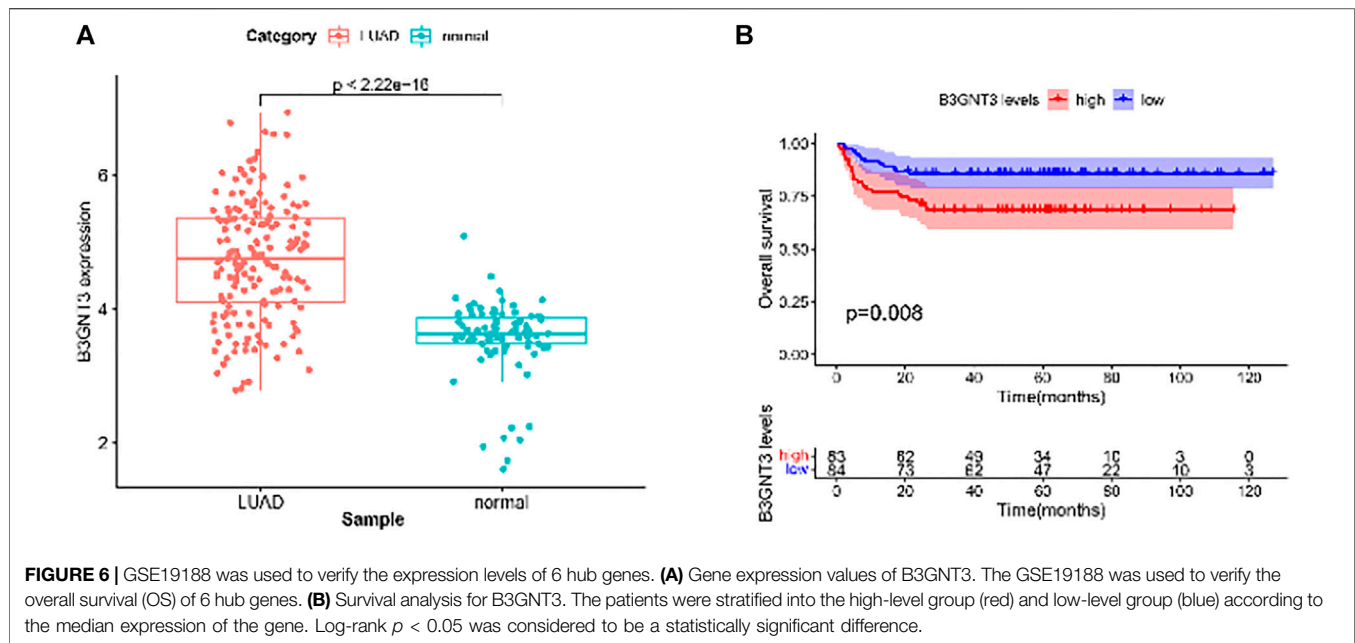 A
Category LUAD normal
p < 2.22e-16
B3GNT3 expression
6
4
2
LUAD normal
Sample
B
B3GNT3 levels high low
Overall survival
1.00
0.75
0.50
0.25
0.00
p=0.008
0 20 40 60 80 100 120
Time(months)
B3GNT3 levels
high 83 62 49 34 16 3 0
low 84 73 62 47 22 10 3
0 20 40 60 80 100 120
Time(months)
FIGURE 6 | GSE19188 was used to verify the expression levels of 6 hub genes. (A) Gene expression values of B3GNT3. The GSE19188 was used to verify the
overall survival (OS) of 6 hub genes. (B) Survival analysis for B3GNT3. The patients were stratified into the high-level group (red) and low-level group (blue) according to
the median expression of the gene. Log-rank p < 0.05 was considered to be a statistically significant difference.